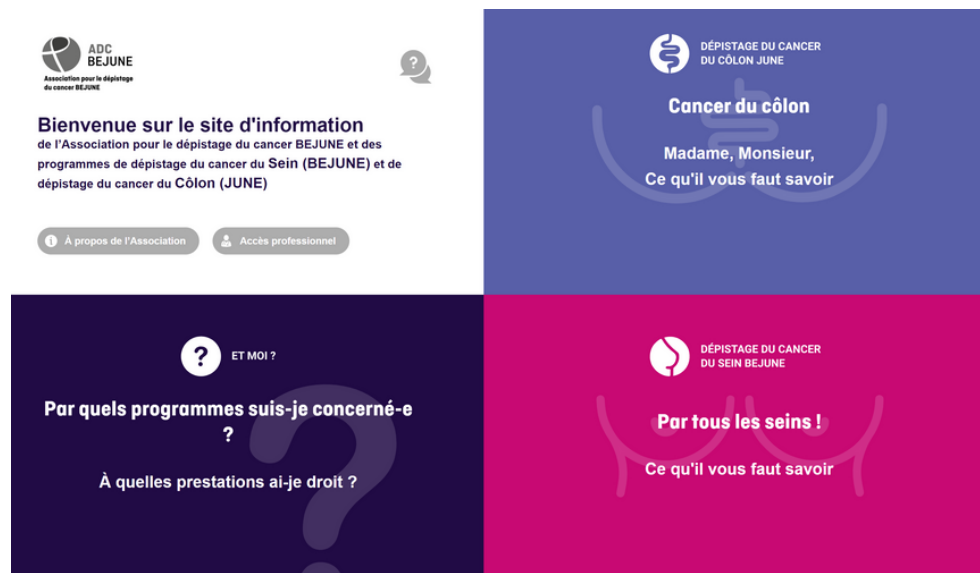 ADC
BEJUNE
Association pour le dépistage
du cancer BEJUNE
?
Bienvenue sur le site d'information
de l'Association pour le dépistage du cancer BEJUNE et des
programmes de dépistage du cancer du Sein (BEJUNE) et de
dépistage du cancer du Côlon (JUNE)
i À propos de l'Association
Accès professionnel
DÉPISTAGE DU CANCER
DU CÔLON JUNE
Cancer du côlon
Madame, Monsieur,
Ce qu'il vous faut savoir
? ET MOI ?
Par quels programmes suis-je concerné-e
?
À quelles prestations ai-je droit ?
?
DÉPISTAGE DU CANCER
DU SEIN BEJUNE
Par tous les seins !
Ce qu'il vous faut savoir